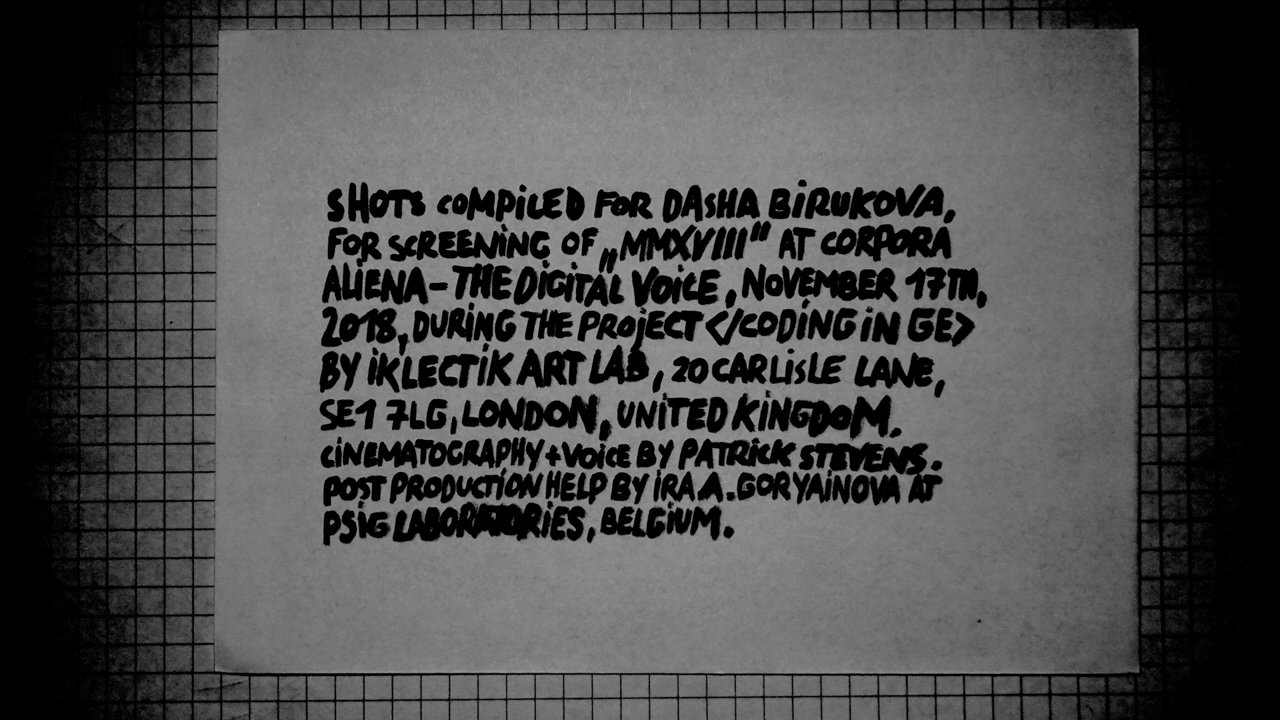 SHOTS COMPILED FOR DASHA BIRUKOVA,
FOR SCREENING OF „MMXVIII" AT CORPORA
ALIENA - THE DIGITAL VOICE, NOVEMBER 17TH,
2018, DURING THE PROJECT </CODING IN GE>
BY IKLECTIK ART LAB, 20 CARLISLE LANE,
SE1 7LG, LONDON, UNITED KINGDOM.
CINEMATOGRAPHY + VOICE BY PATRICK STEVENS.
POST PRODUCTION HELP BY IRA A. GORYAINOVA AT
PSIG LABORATORIES, BELGIUM.